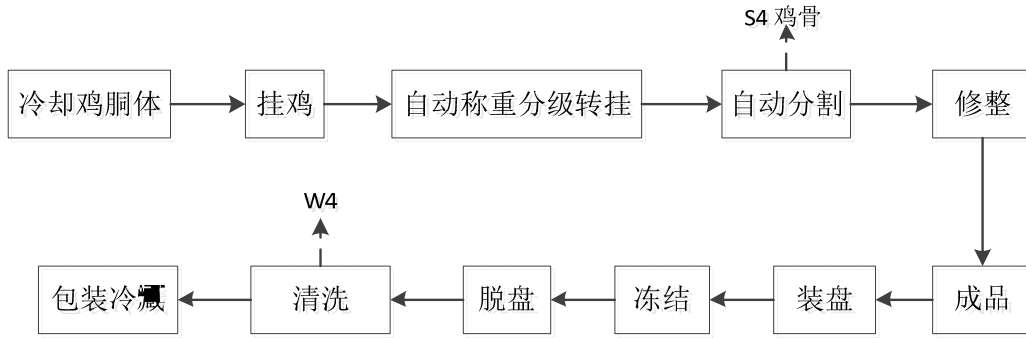 S4 鸡骨
冷却鸡胴体
挂鸡
自动称重分级转挂
自动分割
修整
W4
包装冷藏
清洗
脱盘
冻结
装盘
成品